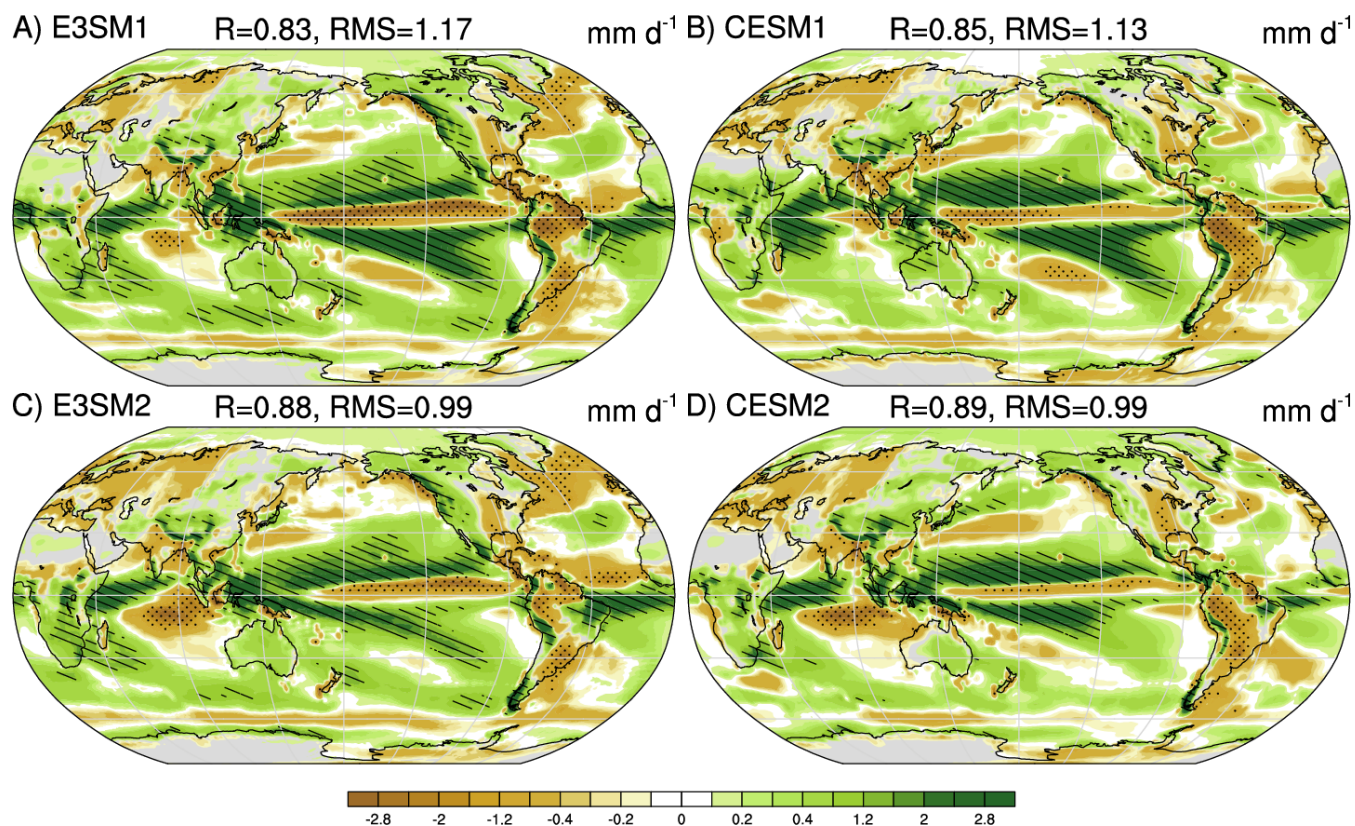 A) E3SM1 R=0.83, RMS=1.17 mm d-1
B) CESM1 R=0.85, RMS=1.13 mm d-1
C) E3SM2 R=0.88, RMS=0.99 mm d-1
D) CESM2 R=0.89, RMS=0.99 mm d-1
-2.8 -2 -1.2 -0.4 -0.2 0 0.2 0.4 1.2 2 2.8